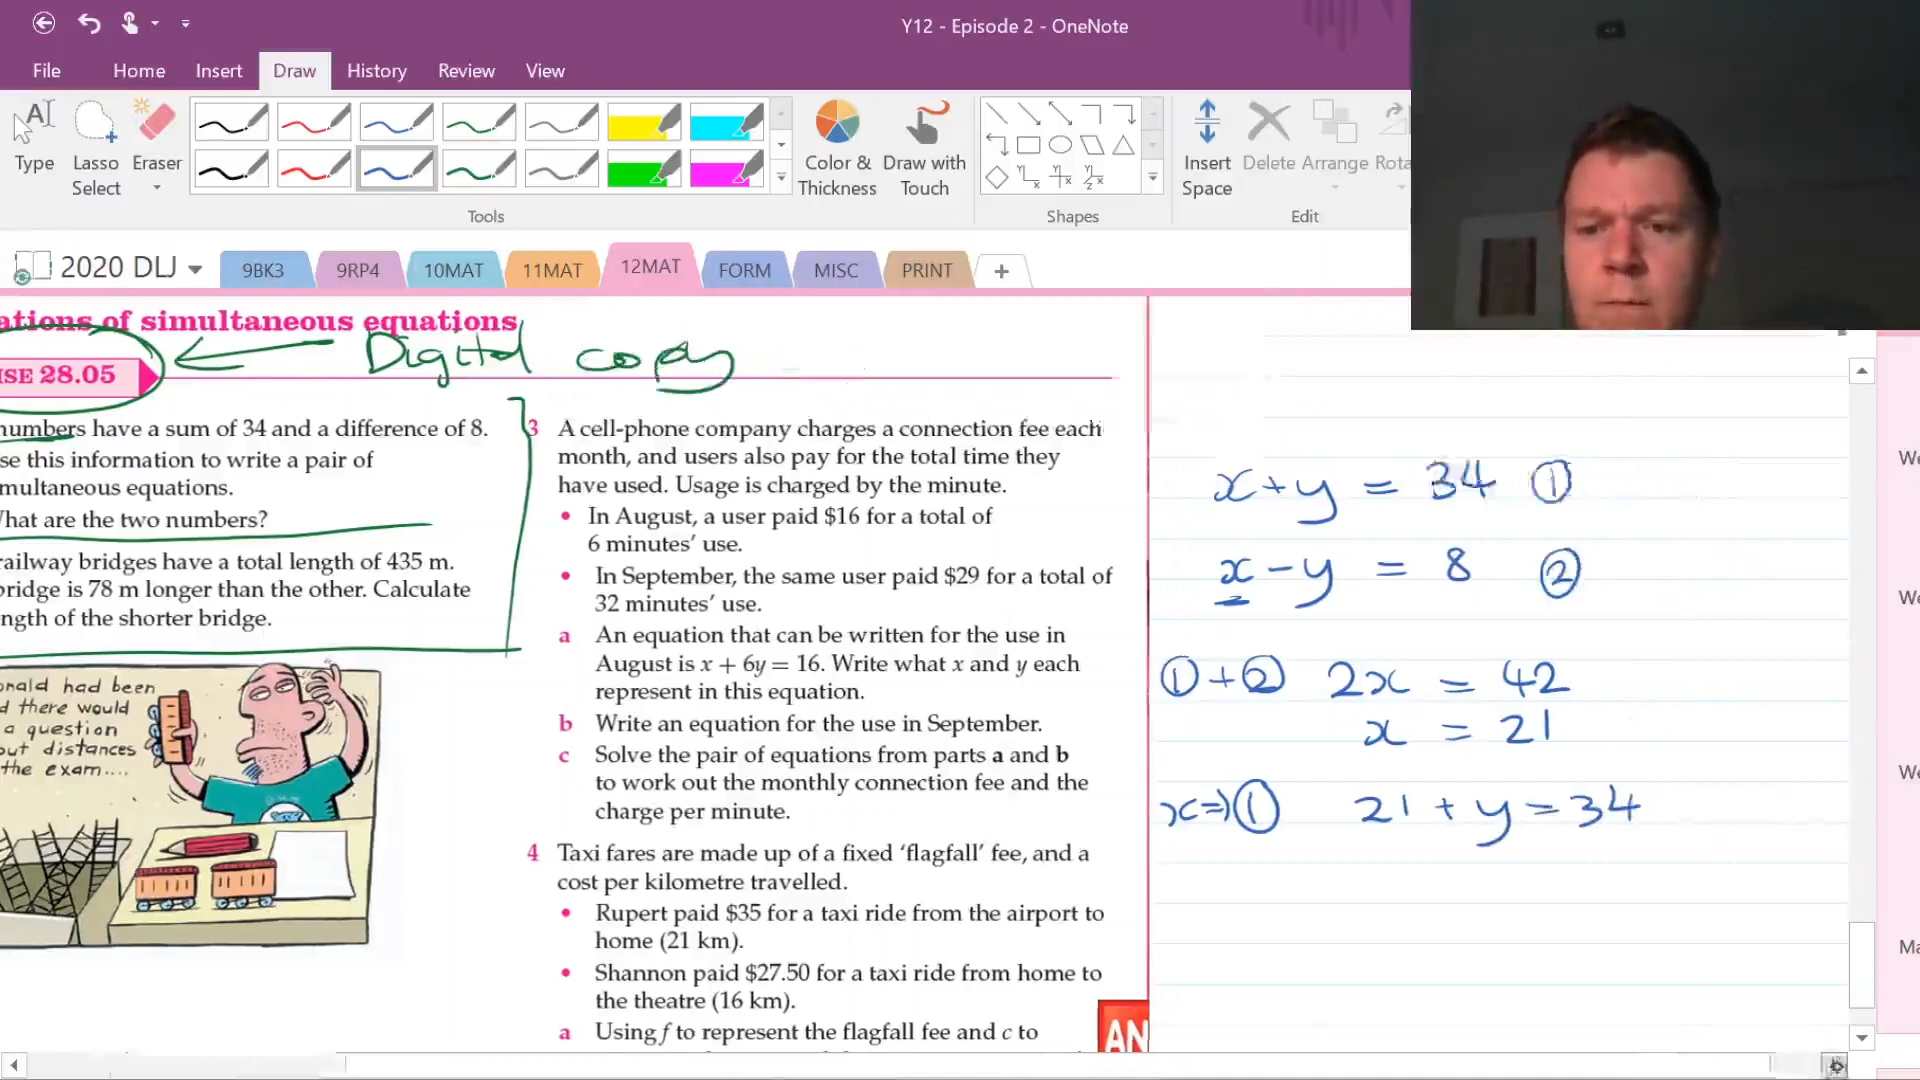 Y12 - Episode 2 - OneNote
File Home Insert Draw History Review View
Type
Lasso Select
Eraser
Color & Thickness
Draw with Touch
Insert Space
Delete
Arrange
Rota
Tools
Shapes
Edit
2020 DLJ
9BK3 9RP4 10MAT 11MAT 12MAT FORM MISC PRINT +
ations of simultaneous equations
Digital copy
ISE 28.05
numbers have a sum of 34 and a difference of 8.
se this information to write a pair of
multaneous equations.
hat are the two numbers?
railway bridges have a total length of 435 m.
bridge is 78 m longer than the other. Calculate
ngth of the shorter bridge.
onald had been
d there would
a question
out distances
the exam....
3 A cell-phone company charges a connection fee each
month, and users also pay for the total time they
have used. Usage is charged by the minute.
• In August, a user paid $16 for a total of
6 minutes' use.
• In September, the same user paid $29 for a total of
32 minutes' use.
a An equation that can be written for the use in
August is x + 6y = 16. Write what x and y each
represent in this equation.
b Write an equation for the use in September.
c Solve the pair of equations from parts a and b
to work out the monthly connection fee and the
charge per minute.
4 Taxi fares are made up of a fixed 'flagfall' fee, and a
cost per kilometre travelled.
• Rupert paid $35 for a taxi ride from the airport to
home (21 km).
• Shannon paid $27.50 for a taxi ride from home to
the theatre (16 km).
a Using f to represent the flagfall fee and c to
AN
x + y = 34 ①
x - y = 8 ②
① + ② 2x = 42
x = 21
x ⇒ ① 21 + y = 34
We
We
We
Ma